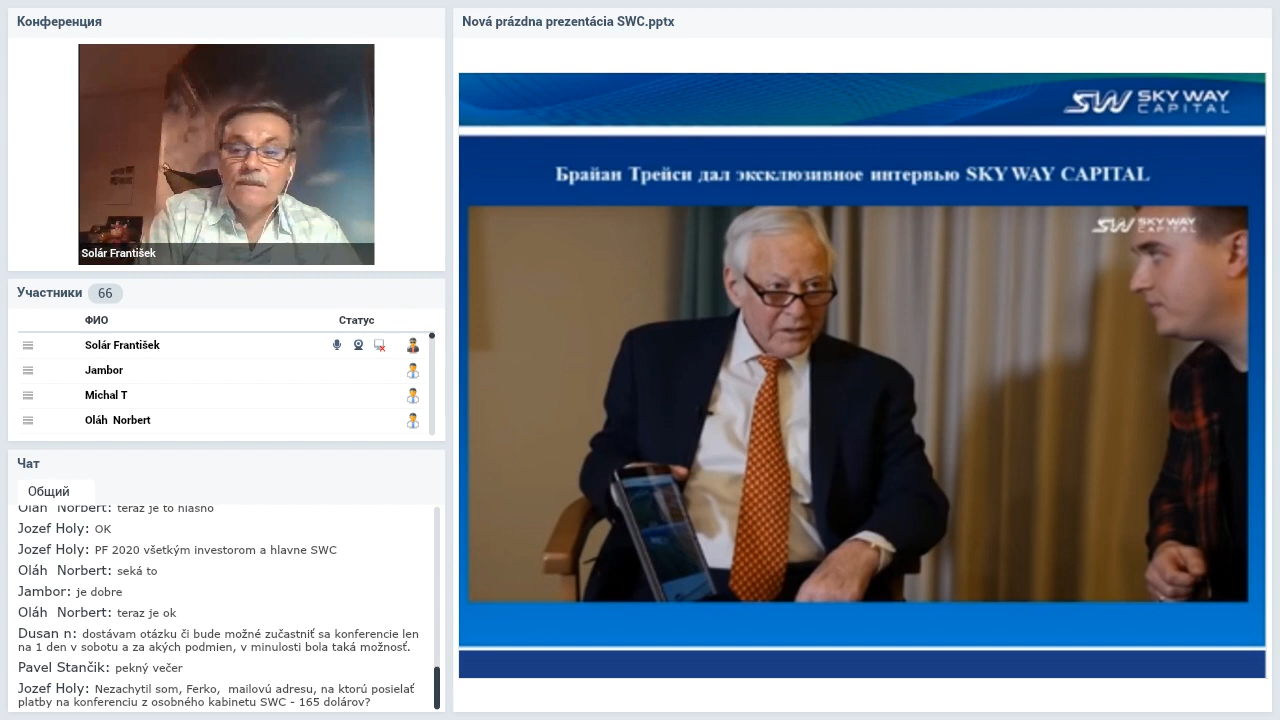 Конференция
Solár František
Участники 66
ФИО Статус
Solár František
Jambor
Michal T
Oláh Norbert
Чат
Общий
Oláh Norbert: teraz je to hlasno
Jozef Holy: OK
Jozef Holy: PF 2020 všetkým investorom a hlavne SWC
Oláh Norbert: seká to
Jambor: je dobre
Oláh Norbert: teraz je ok
Dusan n: dostávam otázku či bude možné zučastniť sa konferencie len
na 1 den v sobotu a za akých podmien, v minulosti bola taká možnosť.
Pavel Stančik: pekný večer
Jozef Holy: Nezachytil som, Ferko, mailovú adresu, na ktorú posielať
platby na konferenciu z osobného kabinetu SWC - 165 dolárov?
Nová prázdna prezentácia SWC.pptx
SW SKY WAY
CAPITAL
Брайан Трейси дал эксклюзивное интервью SKY WAY CAPITAL
SW SKY WAY
CAPITAL